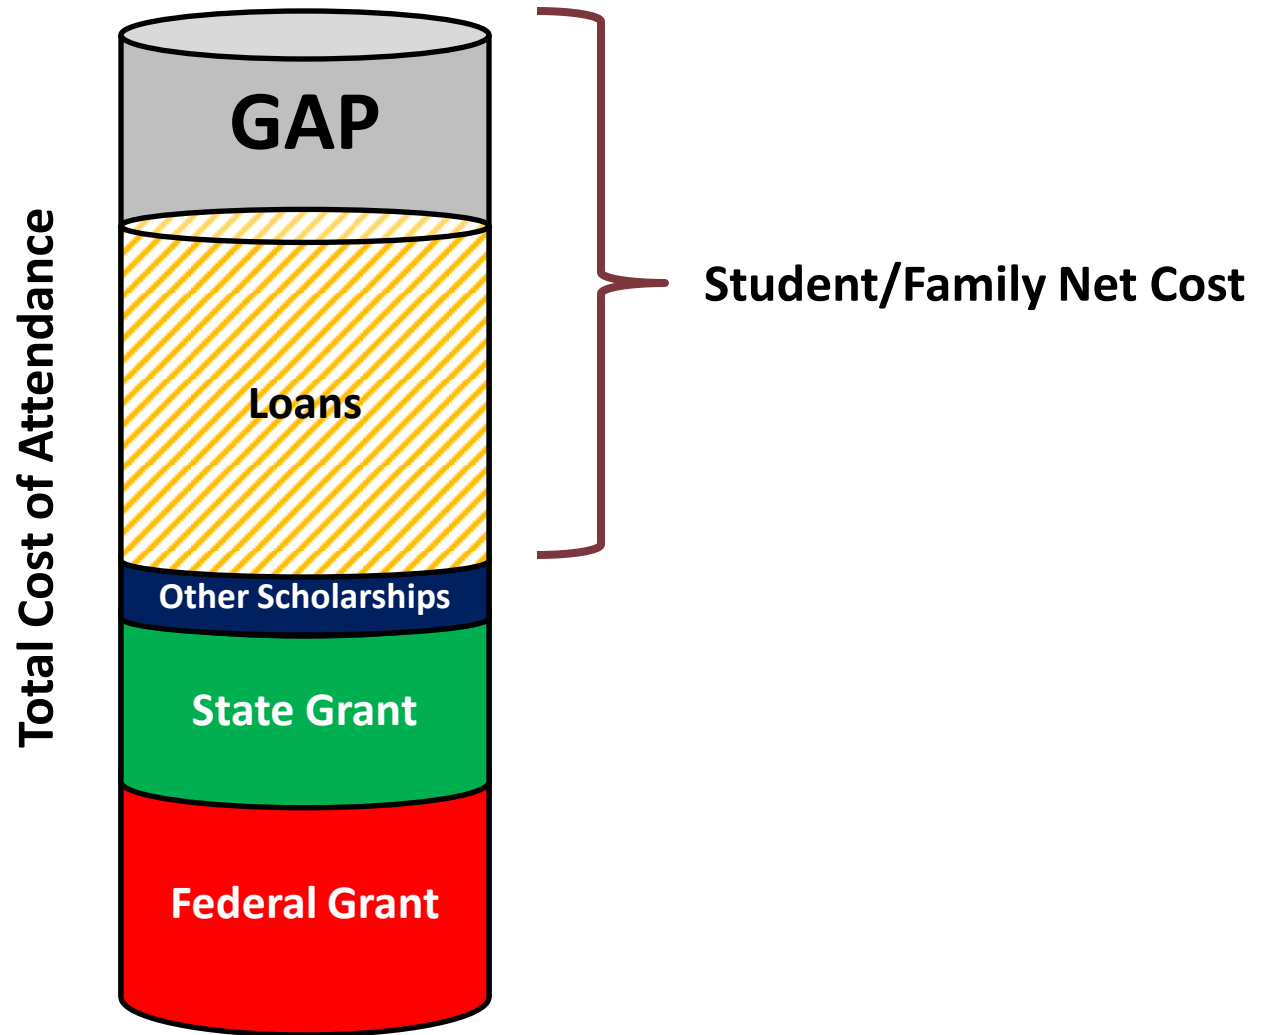 Total Cost of Attendance
GAP
Loans
Other Scholarships
State Grant
Federal Grant
Student/Family Net Cost